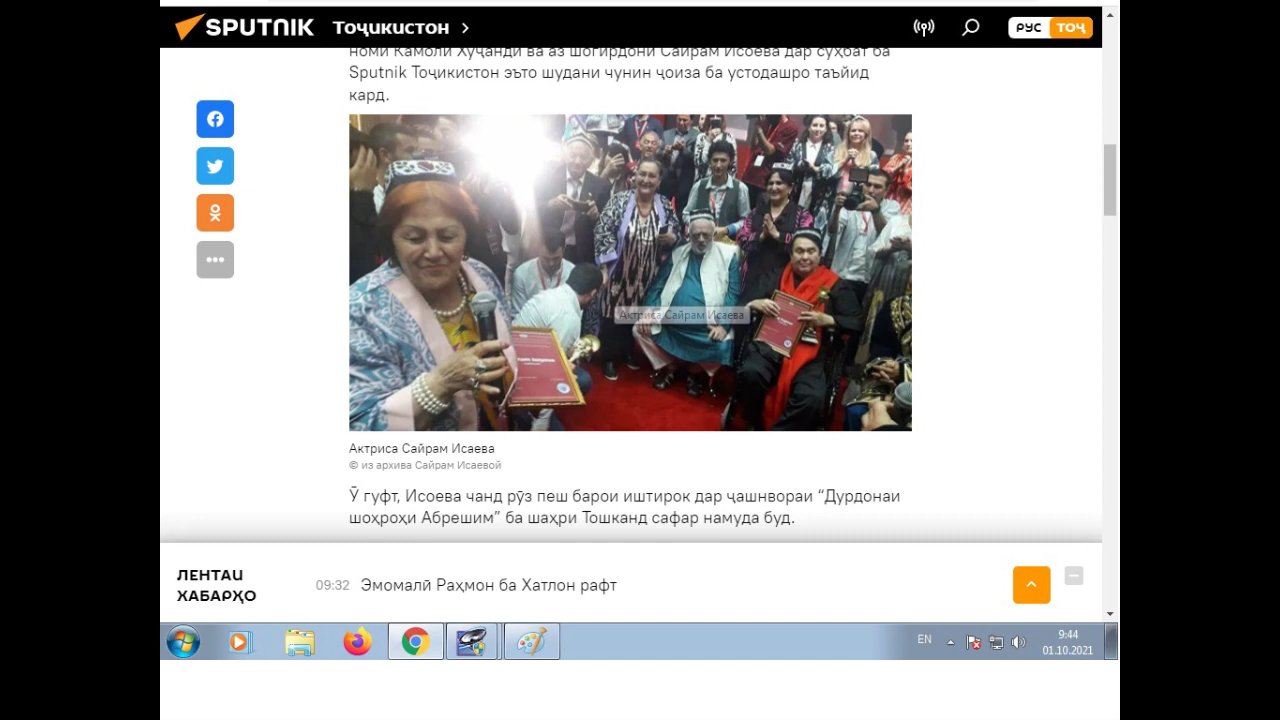 SPUTNIK Тоҷикистон
РУС ТОҶ
номи Камоли Хуҷандӣ ва аз шогирдони Сайрам Исоева дар суҳбат ба
Sputnik Тоҷикистон эъто шудани чунин ҷоиза ба устодашро таъйид
кард.
Актриса Сайрам Исаева
Актриса Сайрам Исаева
© из архива Сайрам Исаевой
Ӯ гуфт, Исоева чанд рӯз пеш барои иштирок дар ҷашнвораи “Дурдонаи
шоҳроҳи Абрешим” ба шаҳри Тошканд сафар намуда буд.
ЛЕНТАИ
ХАБАРҲО
09:32 Эмомалӣ Раҳмон ба Хатлон рафт
EN
9:44
01.10.2021